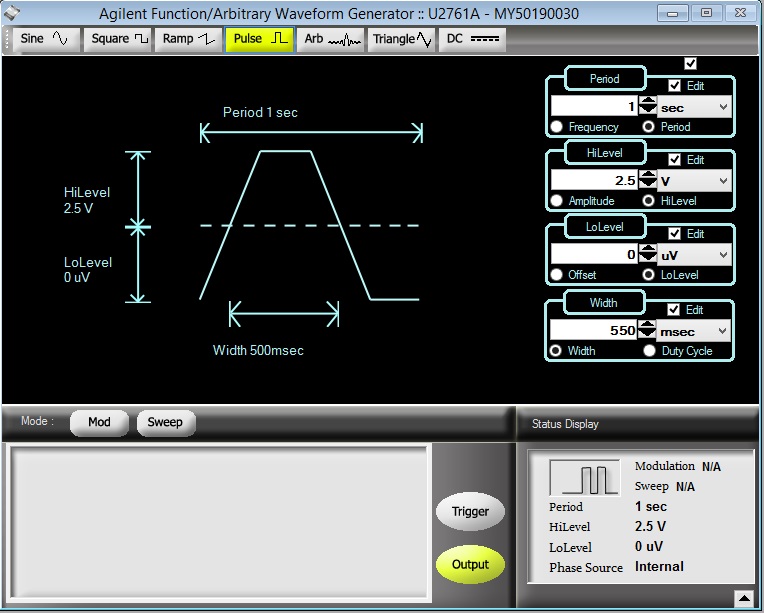 Agilent Function/Arbitrary Waveform Generator :: U2761A - MY50190030
Sine Square Ramp Pulse Arb Triangle DC
Period 1 sec
HiLevel
2.5 V
LoLevel
0 uV
Width 500msec
Period
Edit
1 sec
Frequency Period
HiLevel
Edit
2.5 V
Amplitude HiLevel
LoLevel
Edit
0 uV
Offset LoLevel
Width
Edit
550 msec
Width Duty Cycle
Mode : Mod Sweep
Status Display
Trigger
Output
Modulation N/A
Sweep N/A
Period 1 sec
HiLevel 2.5 V
LoLevel 0 uV
Phase Source Internal